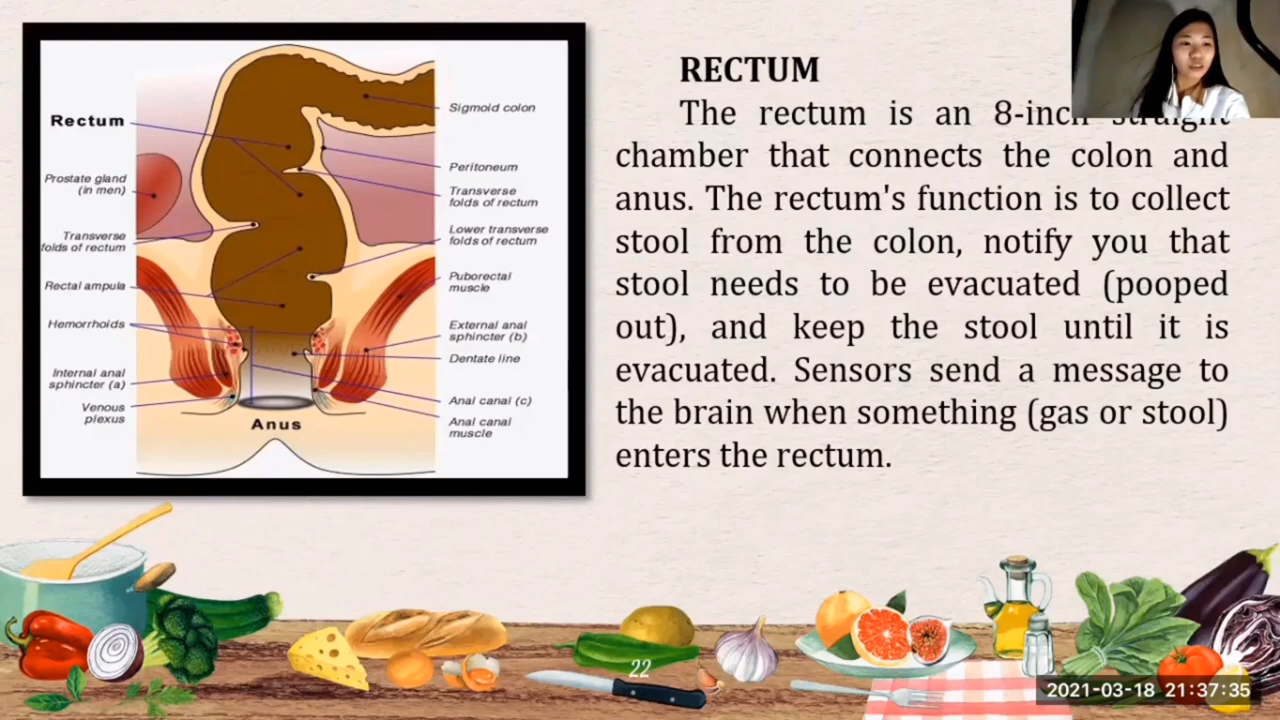 Rectum
Prostate gland
(in men)
Transverse
folds of rectum
Rectal ampula
Hemorrhoids
Internal anal
sphincter (a)
Venous
plexus
Sigmoid colon
Peritoneum
Transverse
folds of rectum
Lower transverse
folds of rectum
Puborectal
muscle
External anal
sphincter (b)
Dentate line
Anal canal (c)
Anal canal
muscle
Anus
RECTUM
The rectum is an 8-inch straight
chamber that connects the colon and
anus. The rectum's function is to collect
stool from the colon, notify you that
stool needs to be evacuated (pooped
out), and keep the stool until it is
evacuated. Sensors send a message to
the brain when something (gas or stool)
enters the rectum.
22
2021-03-18 21:37:35